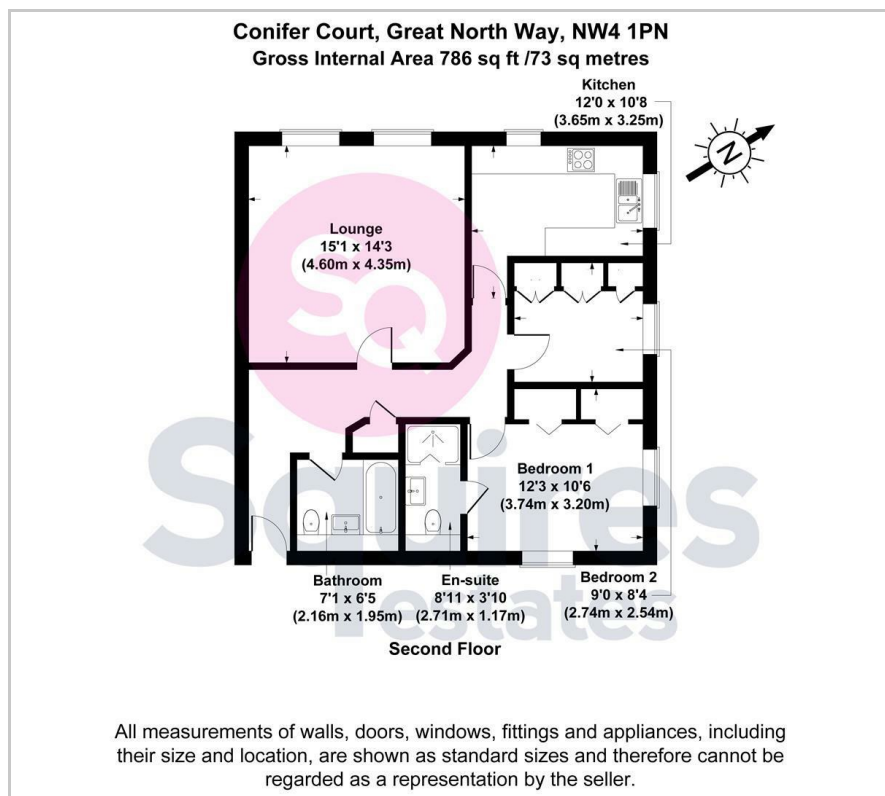 Conifer Court, Great North Way, NW4 1PN
Gross Internal Area 786 sq ft /73 sq metres
Kitchen
12'0 x 10'8
(3.65m x 3.25m)
N
Lounge
15'1 x 14'3
(4.60m x 4.35m)
SQ
Squires
estates
Bedroom 1
12'3 x 10'6
(3.74m x 3.20m)
Bathroom
7'1 x 6'5
(2.16m x 1.95m)
En-suite
8'11 x 3'10
(2.71m x 1.17m)
Bedroom 2
9'0 x 8'4
(2.74m x 2.54m)
Second Floor
All measurements of walls, doors, windows, fittings and appliances, including
their size and location, are shown as standard sizes and therefore cannot be
regarded as a representation by the seller.